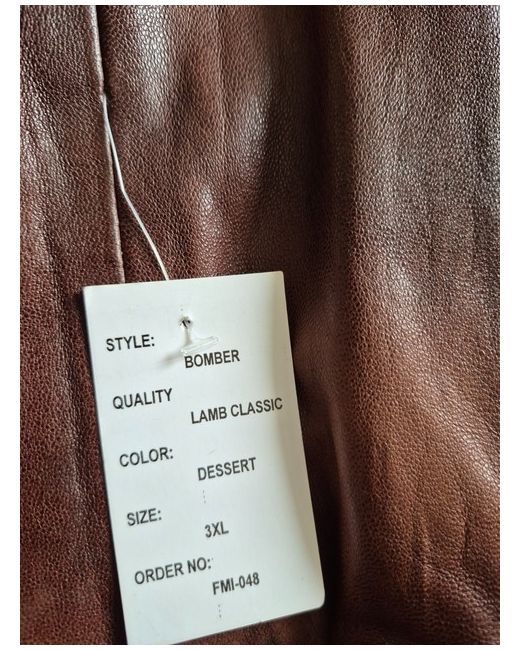 STYLE: BOMBER
QUALITY LAMB CLASSIC
COLOR: DESSERT
SIZE: 3XL
ORDER NO: FMI-048